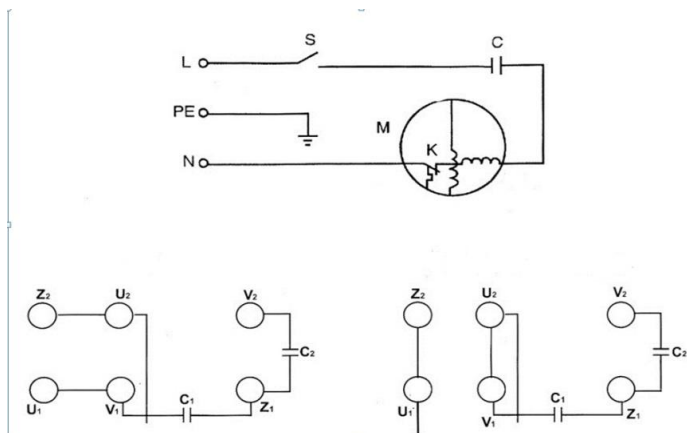 S
C
L
PE
M
K
N
Z₂ U₂ V₂ Z₂ U₂ V₂
C₂ C₂
U₁ V₁ C₁ Z₁ U₁ V₁ C₁ Z₁